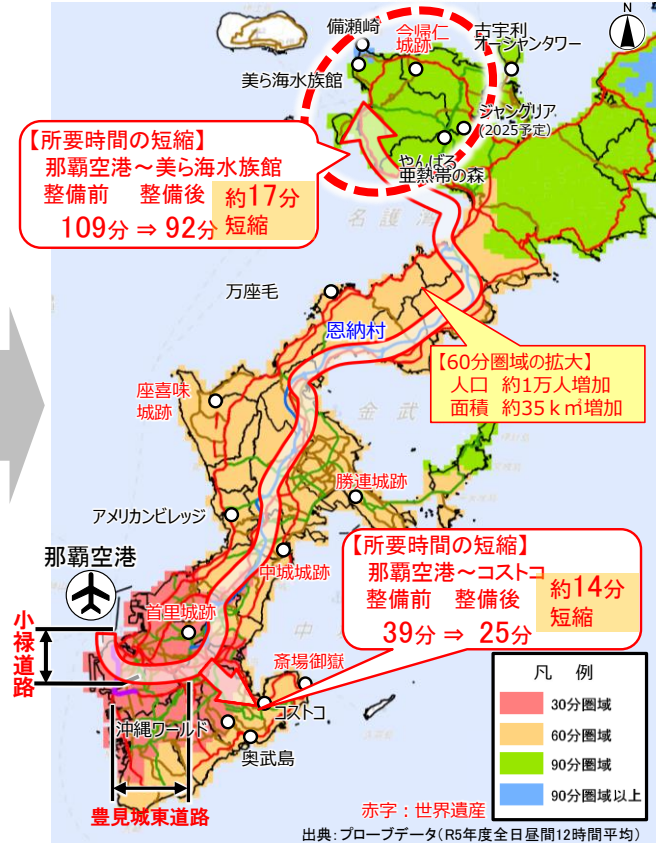 備瀬崎
今帰仁
城跡
古宇利
オーシャンタワー
N
美ら海水族館
ジャングリア
(2025予定)
やんばる
亜熱帯の森
【所要時間の短縮】
那覇空港～美ら海水族館
整備前 整備後
109分 ⇒ 92分
約17分
短縮
名護湾
万座毛
恩納村
【60分圏域の拡大】
人口 約1万人増加
面積 約35ｋ㎡増加
座喜味
城跡
金武
勝連城跡
アメリカンビレッジ
中城城跡
那覇空港
首里城跡
【所要時間の短縮】
那覇空港～コストコ
整備前 整備後
39分 ⇒ 25分
約14分
短縮
中
小禄道路
斎場御嶽
コストコ
沖縄ワールド
奥武島
豊見城東道路
凡 例
30分圏域
60分圏域
90分圏域
90分圏域以上
赤字：世界遺産
出典：プローブデータ（R5年度全日昼間12時間平均）